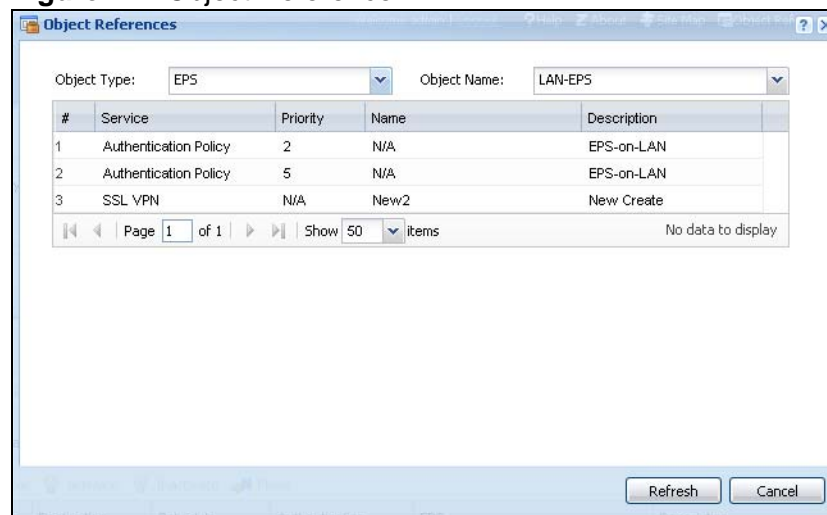 Object References
Object Type: EPS Object Name: LAN-EPS
# Service Priority Name Description
1 Authentication Policy 2 N/A EPS-on-LAN
2 Authentication Policy 5 N/A EPS-on-LAN
3 SSL VPN N/A New2 New Create
Page 1 of 1 Show 50 items No data to display
Refresh Cancel